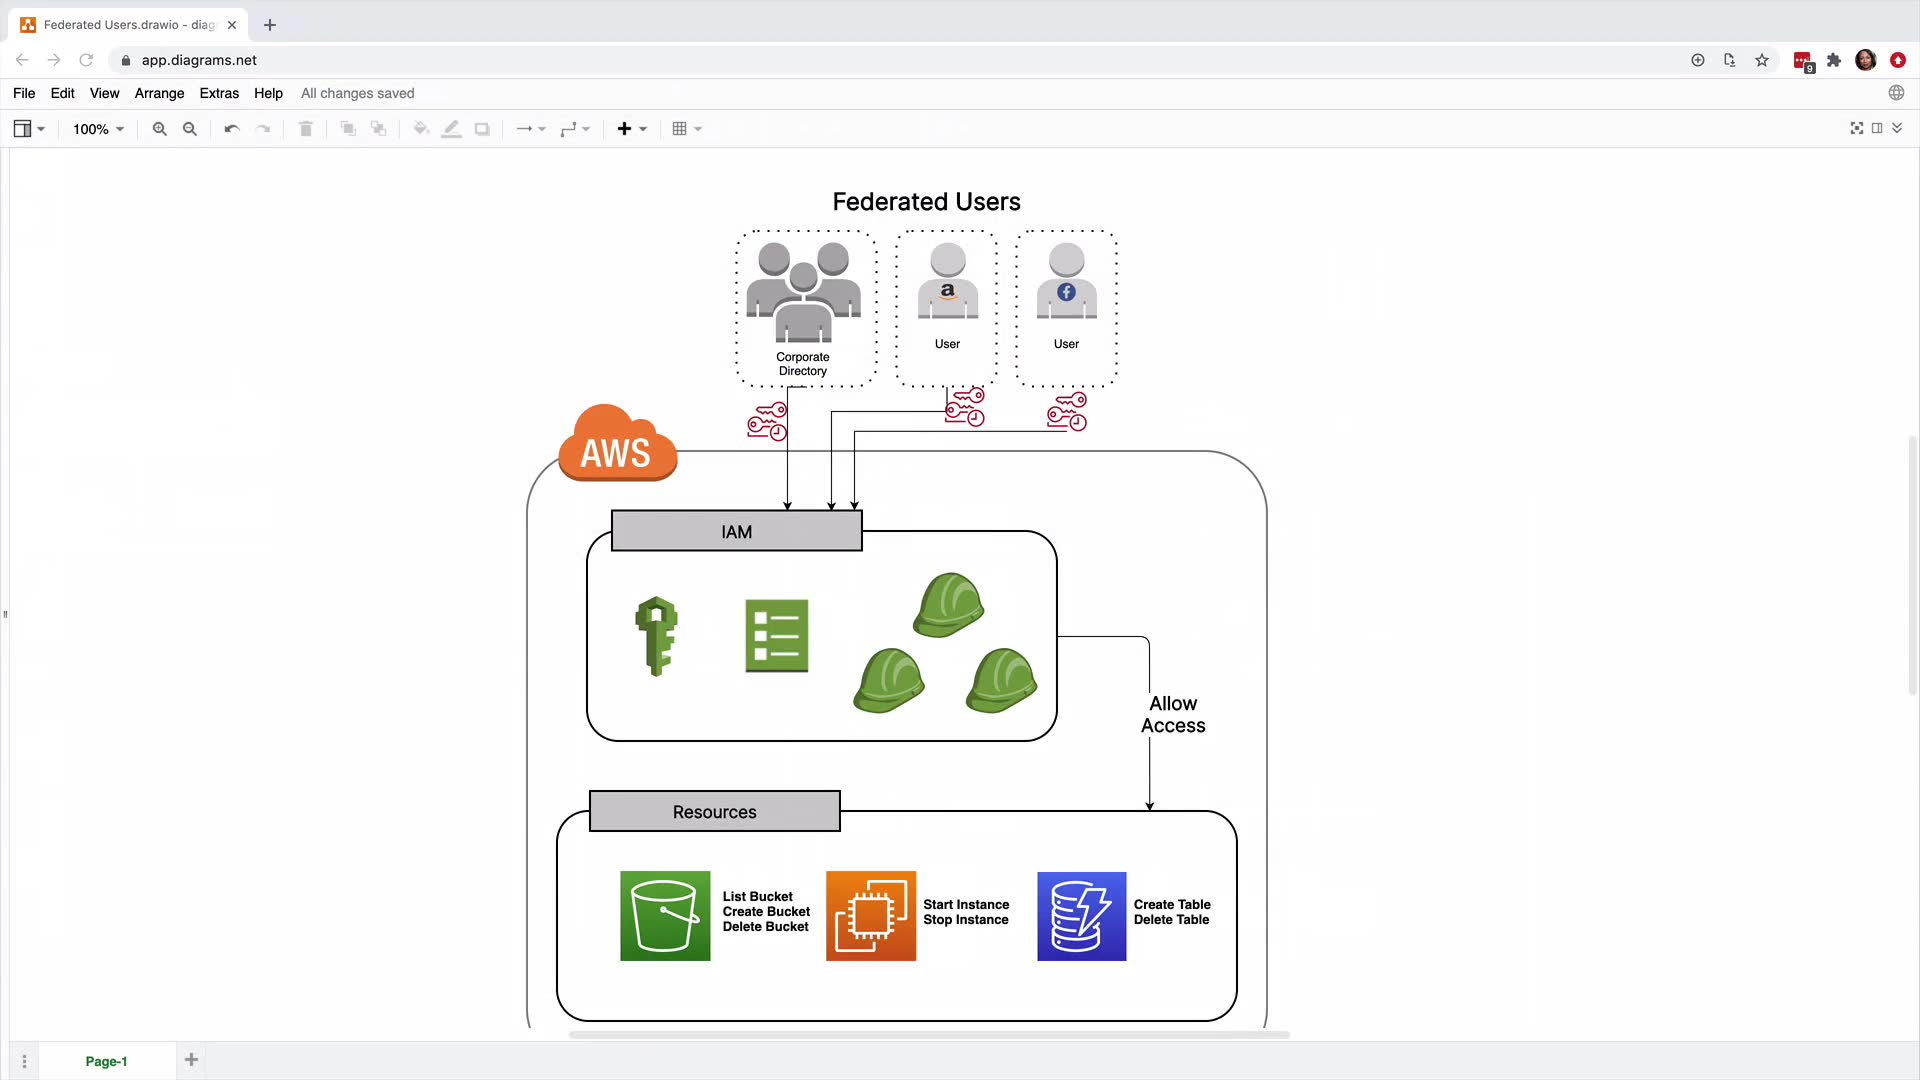 Federated Users.drawio - diag
app.diagrams.net
9
File Edit View Arrange Extras Help All changes saved
100%
Federated Users
a
f
Corporate
Directory
User
User
AWS
IAM
Allow
Access
Resources
List Bucket
Create Bucket
Delete Bucket
Start Instance
Stop Instance
Create Table
Delete Table
Page-1